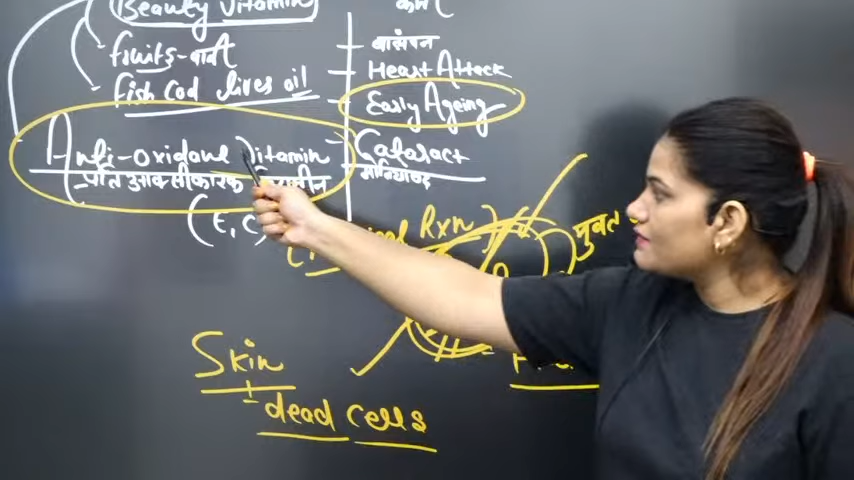 Beauty Vitamin
fruits-
fish Cod liver oil
Anti-oxidant Vitamin
(E, C)
बांझपन
Heart Attack
Early Ageing
Cataract
मोतियाबिंद
Rxn)
मुक्त
Skin
- dead cells